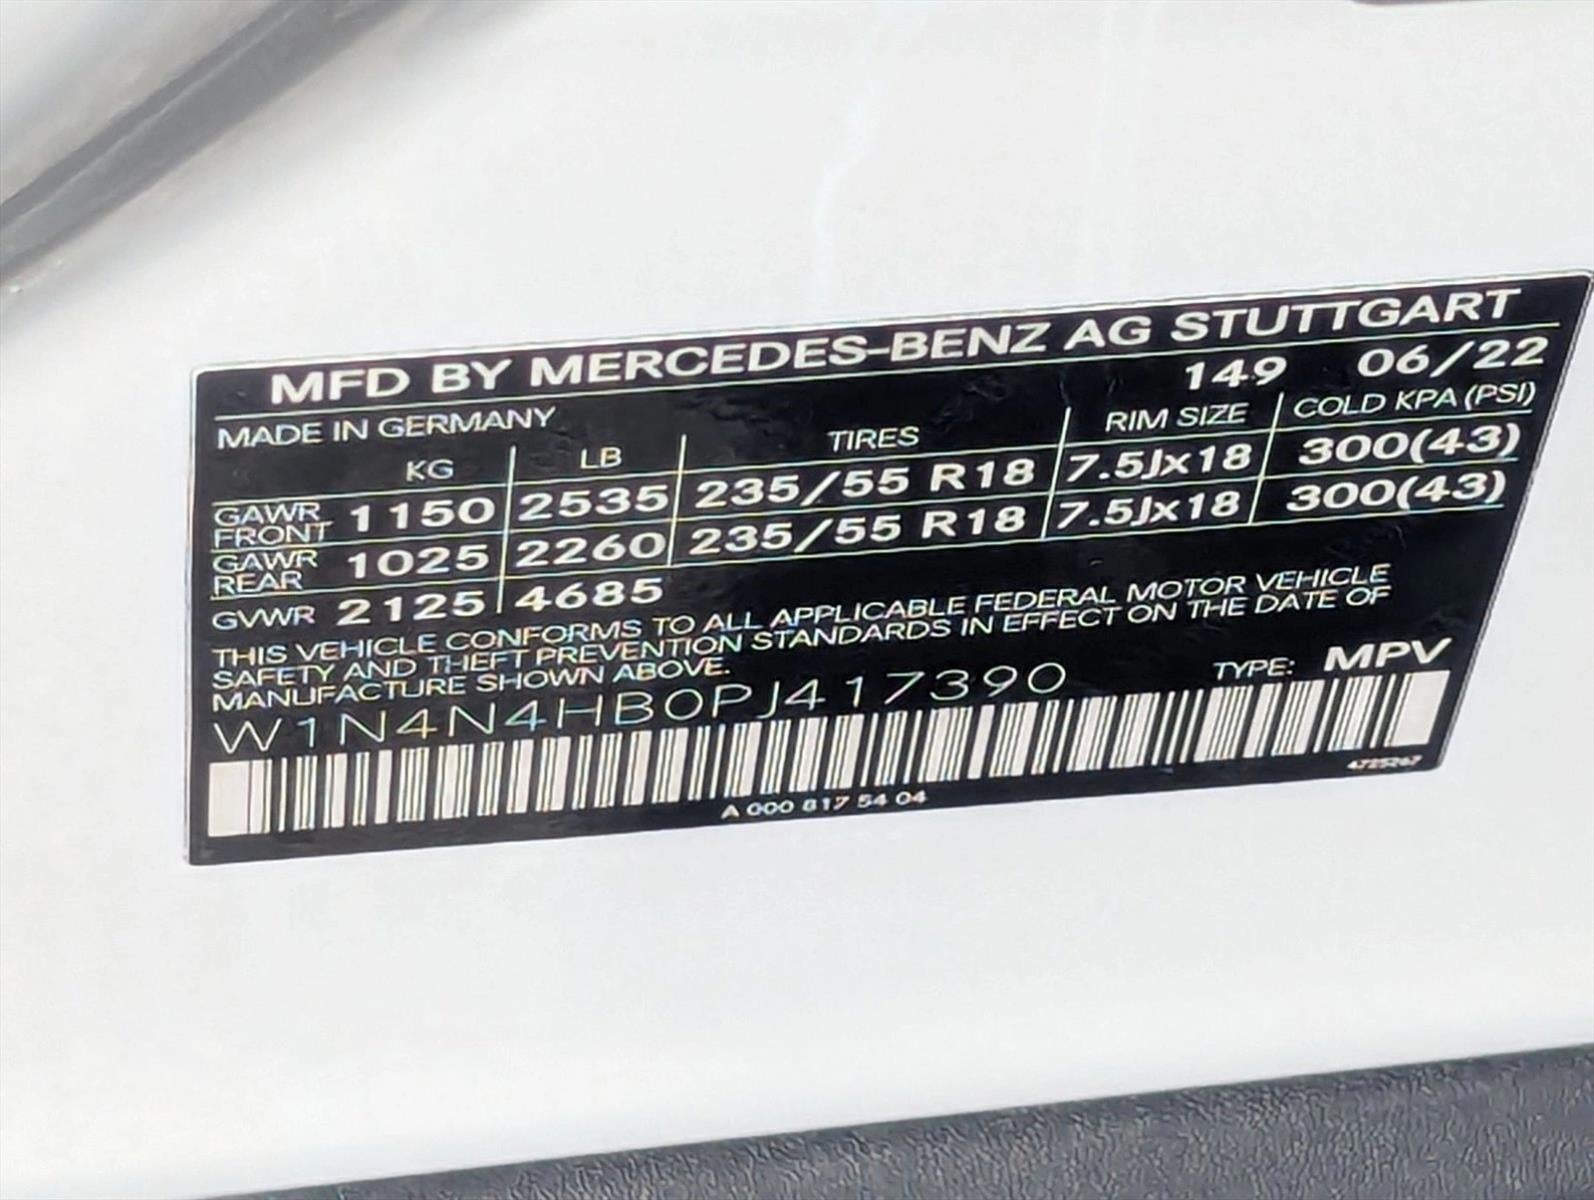 MFD BY MERCEDES-BENZ AG STUTTGART
MADE IN GERMANY 149 06/22
KG LB TIRES RIM SIZE COLD KPA (PSI)
GAWR FRONT 1150 2535 235/55 R18 7.5Jx18 300(43)
GAWR REAR 1025 2260 235/55 R18 7.5Jx18 300(43)
GVWR 2125 4685
THIS VEHICLE CONFORMS TO ALL APPLICABLE FEDERAL MOTOR VEHICLE
SAFETY AND THEFT PREVENTION STANDARDS IN EFFECT ON THE DATE OF
MANUFACTURE SHOWN ABOVE.
W1N4N4HB0PJ417390 TYPE: MPV
A 000 817 54 04 4725267